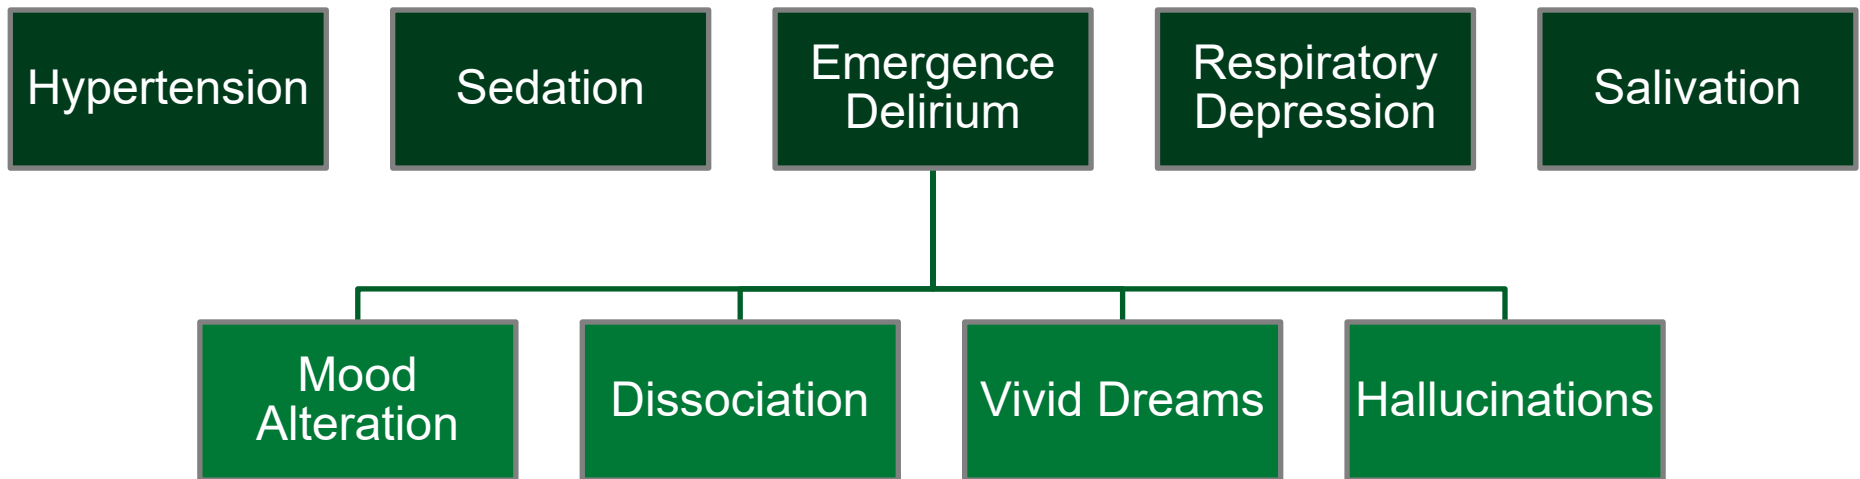 Hypertension
Sedation
Emergence
Delirium
Respiratory
Depression
Salivation
Mood
Alteration
Dissociation
Vivid Dreams
Hallucinations